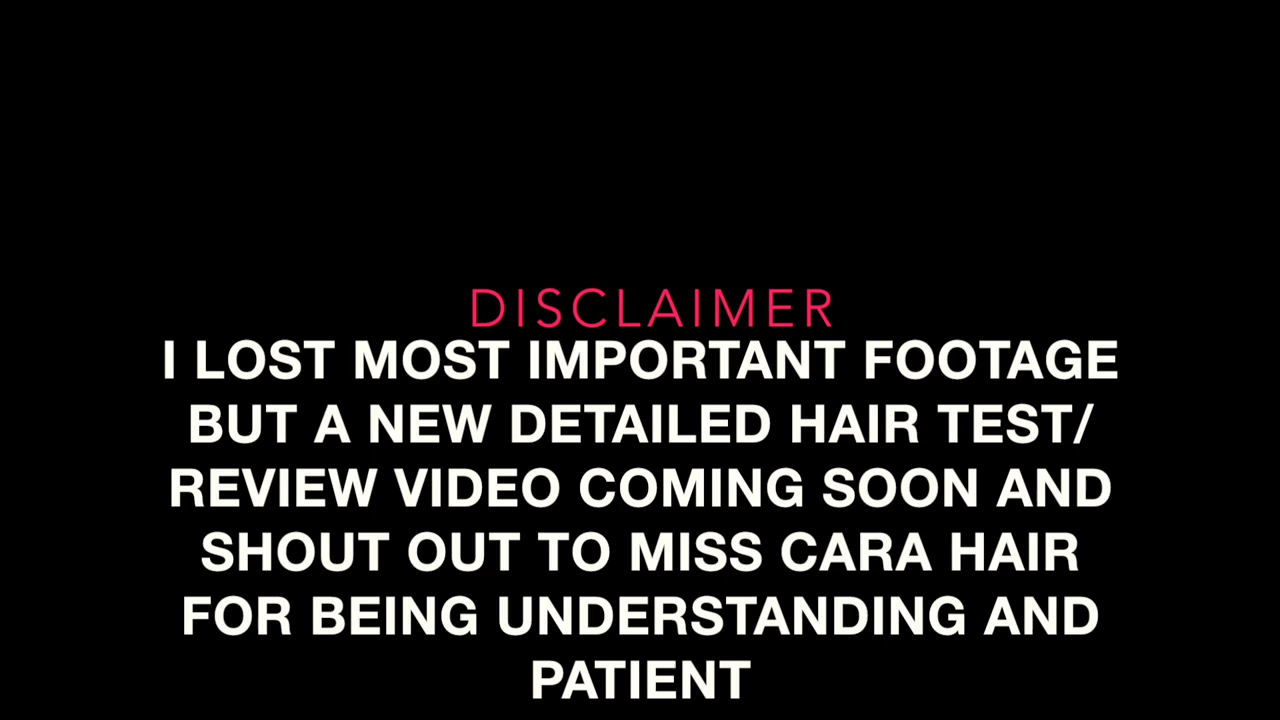 DISCLAIMER
I LOST MOST IMPORTANT FOOTAGE
BUT A NEW DETAILED HAIR TEST/
REVIEW VIDEO COMING SOON AND
SHOUT OUT TO MISS CARA HAIR
FOR BEING UNDERSTANDING AND
PATIENT